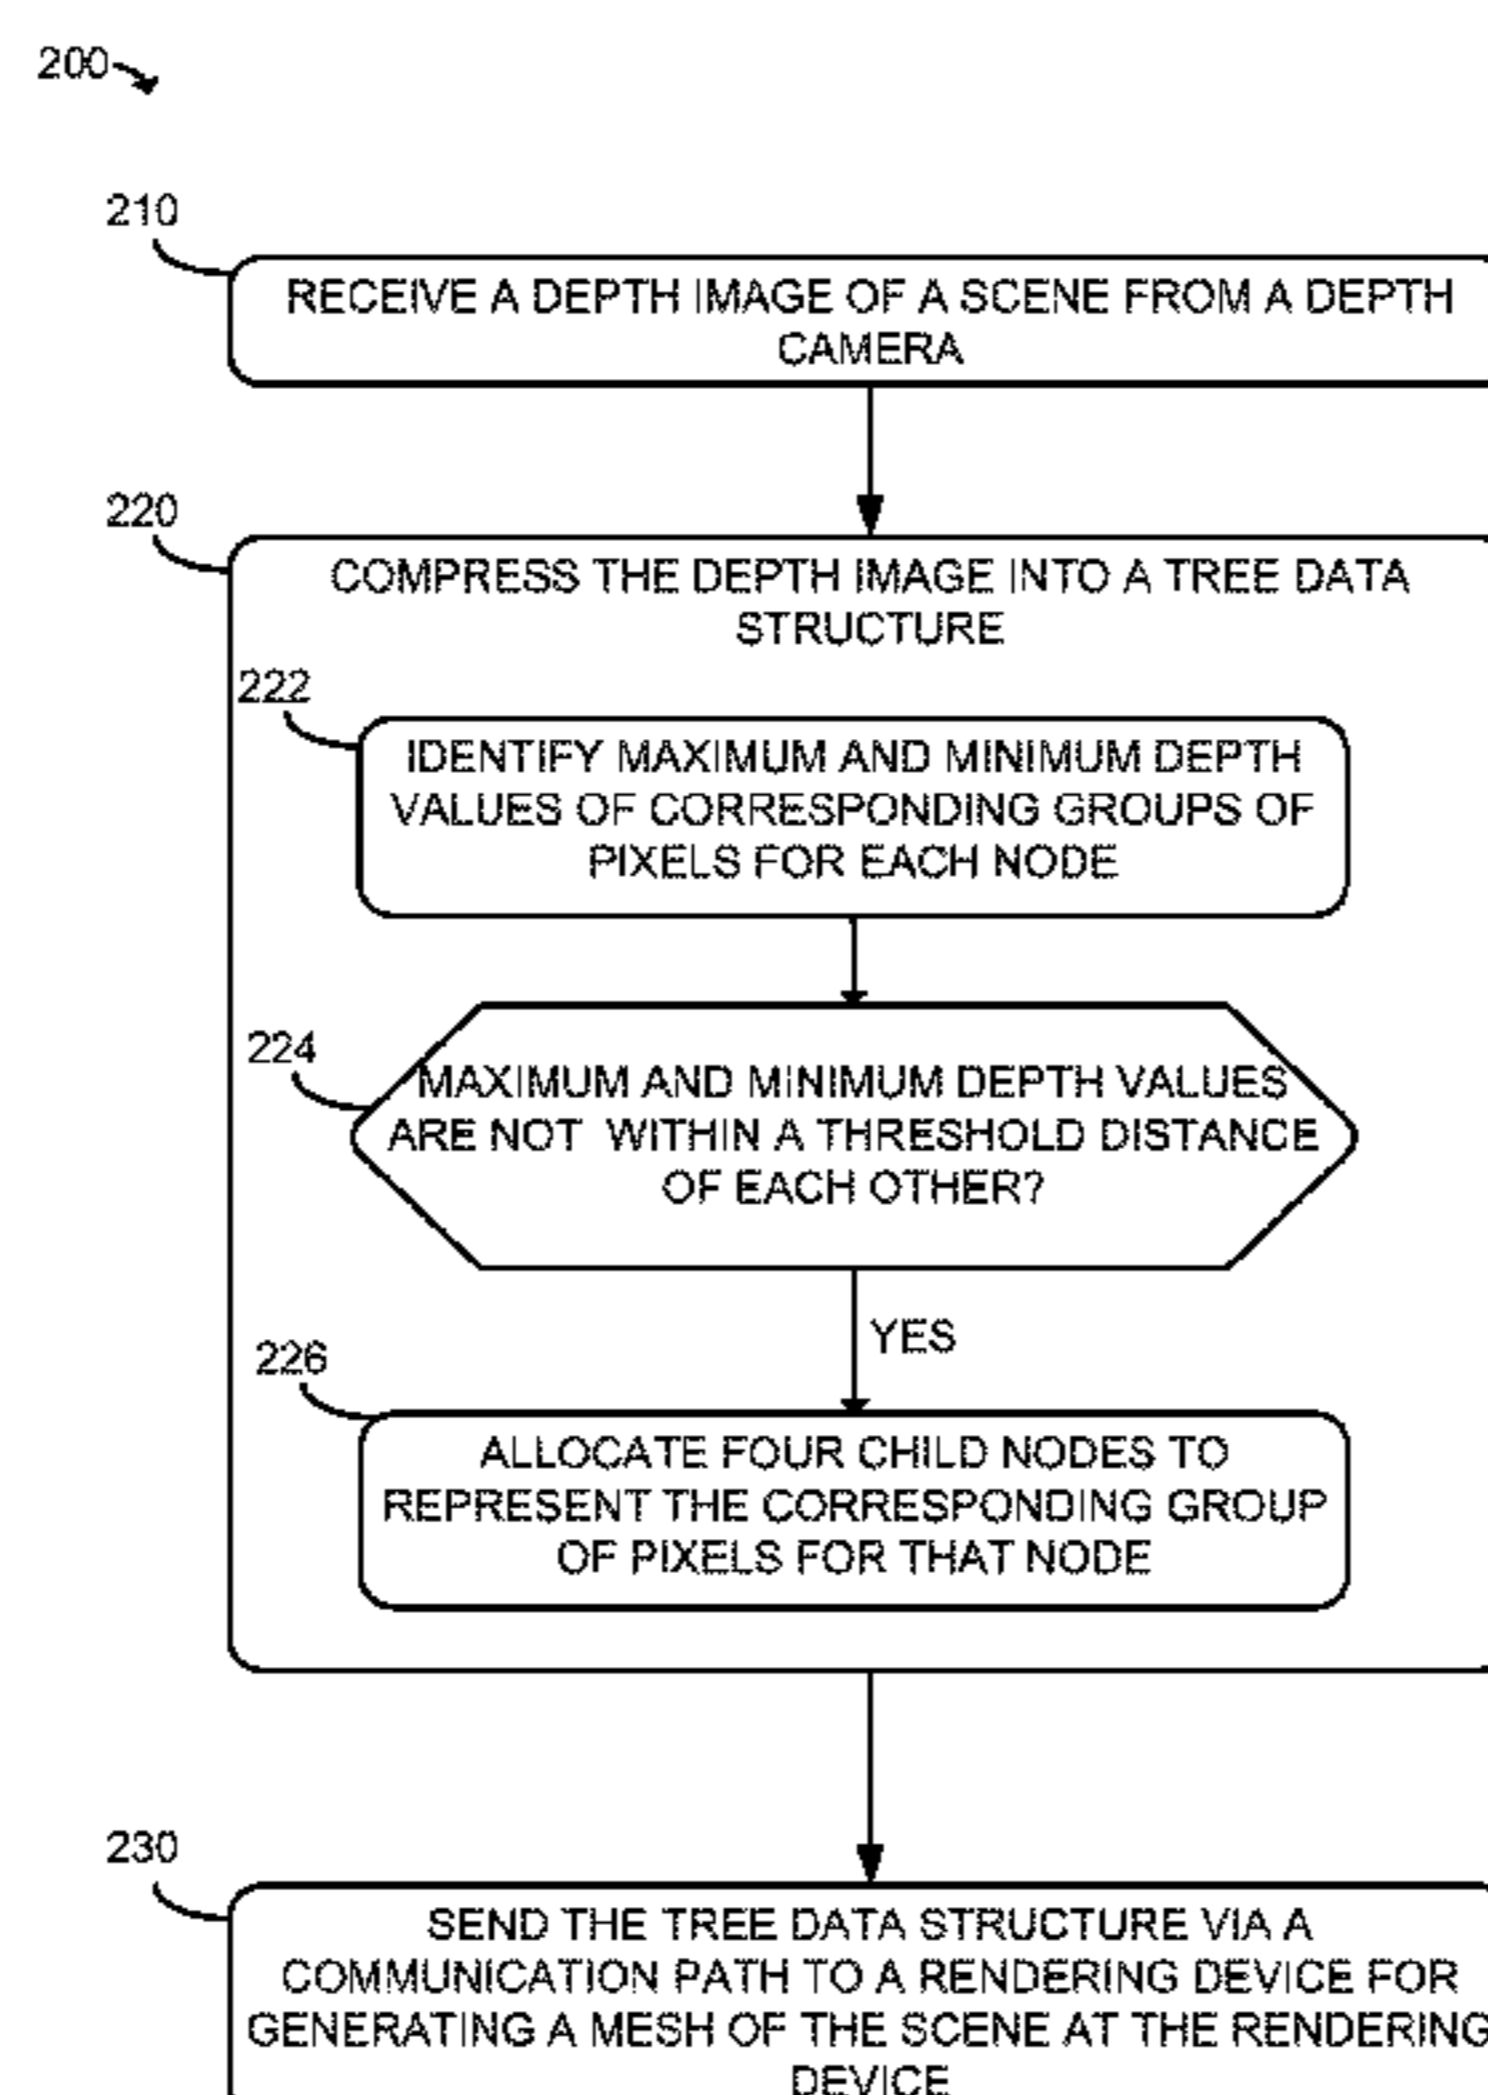 200
210
RECEIVE A DEPTH IMAGE OF A SCENE FROM A DEPTH
CAMERA
220
COMPRESS THE DEPTH IMAGE INTO A TREE DATA
STRUCTURE
222
IDENTIFY MAXIMUM AND MINIMUM DEPTH
VALUES OF CORRESPONDING GROUPS OF
PIXELS FOR EACH NODE
224
MAXIMUM AND MINIMUM DEPTH VALUES
ARE NOT WITHIN A THRESHOLD DISTANCE
OF EACH OTHER?
YES
226
ALLOCATE FOUR CHILD NODES TO
REPRESENT THE CORRESPONDING GROUP
OF PIXELS FOR THAT NODE
230
SEND THE TREE DATA STRUCTURE VIA A
COMMUNICATION PATH TO A RENDERING DEVICE FOR
GENERATING A MESH OF THE SCENE AT THE RENDERING
DEVICE